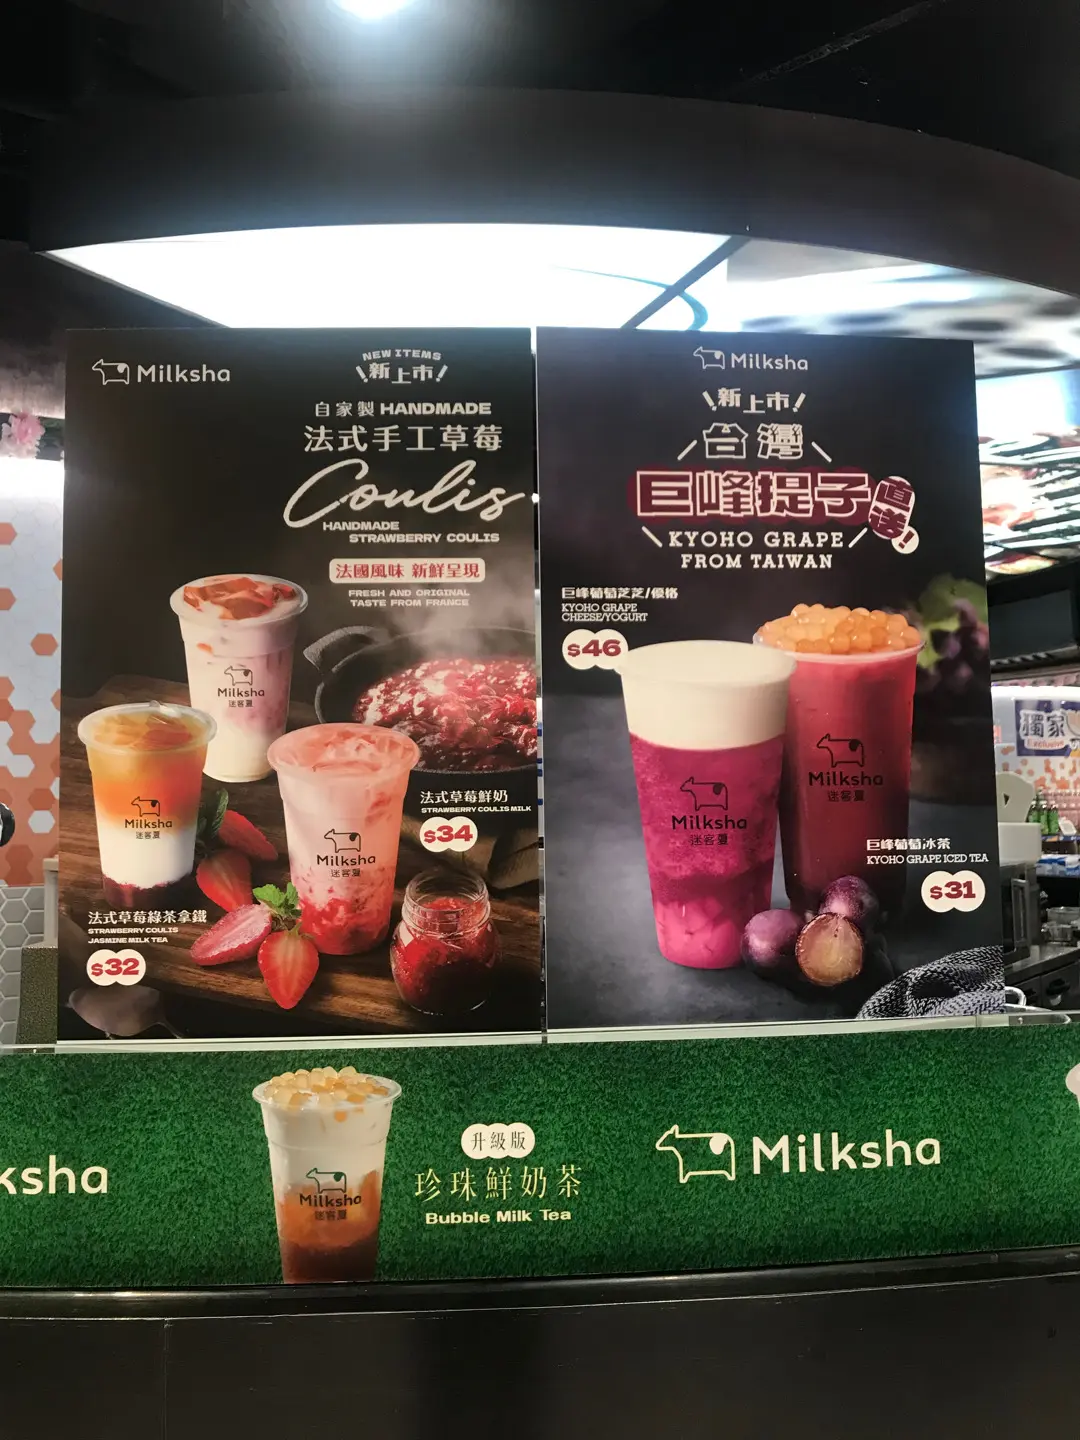 Milksha
NEW ITEMS
新上市!
自家製 HANDMADE
法式手工草莓
Coulis
HANDMADE
STRAWBERRY COULIS
法國風味 新鮮呈現
FRESH AND ORIGINAL
TASTE FROM FRANCE
Milksha
迷客夏
Milksha
迷客夏
Milksha
迷客夏
法式草莓鮮奶
STRAWBERRY COULIS MILK
$34
法式草莓綠茶拿鐵
STRAWBERRY COULIS
JASMINE MILK TEA
$32
Milksha
新上市!
台灣
巨峰提子
直送!
KYOHO GRAPE
FROM TAIWAN
巨峰葡萄芝芝/優格
KYOHO GRAPE
CHEESE/YOGURT
$46
Milksha
迷客夏
Milksha
迷客夏
巨峰葡萄冰茶
KYOHO GRAPE ICED TEA
$31
獨家
Exclusive
ksha
Milksha
迷客夏
升級版
珍珠鮮奶茶
Bubble Milk Tea
Milksha